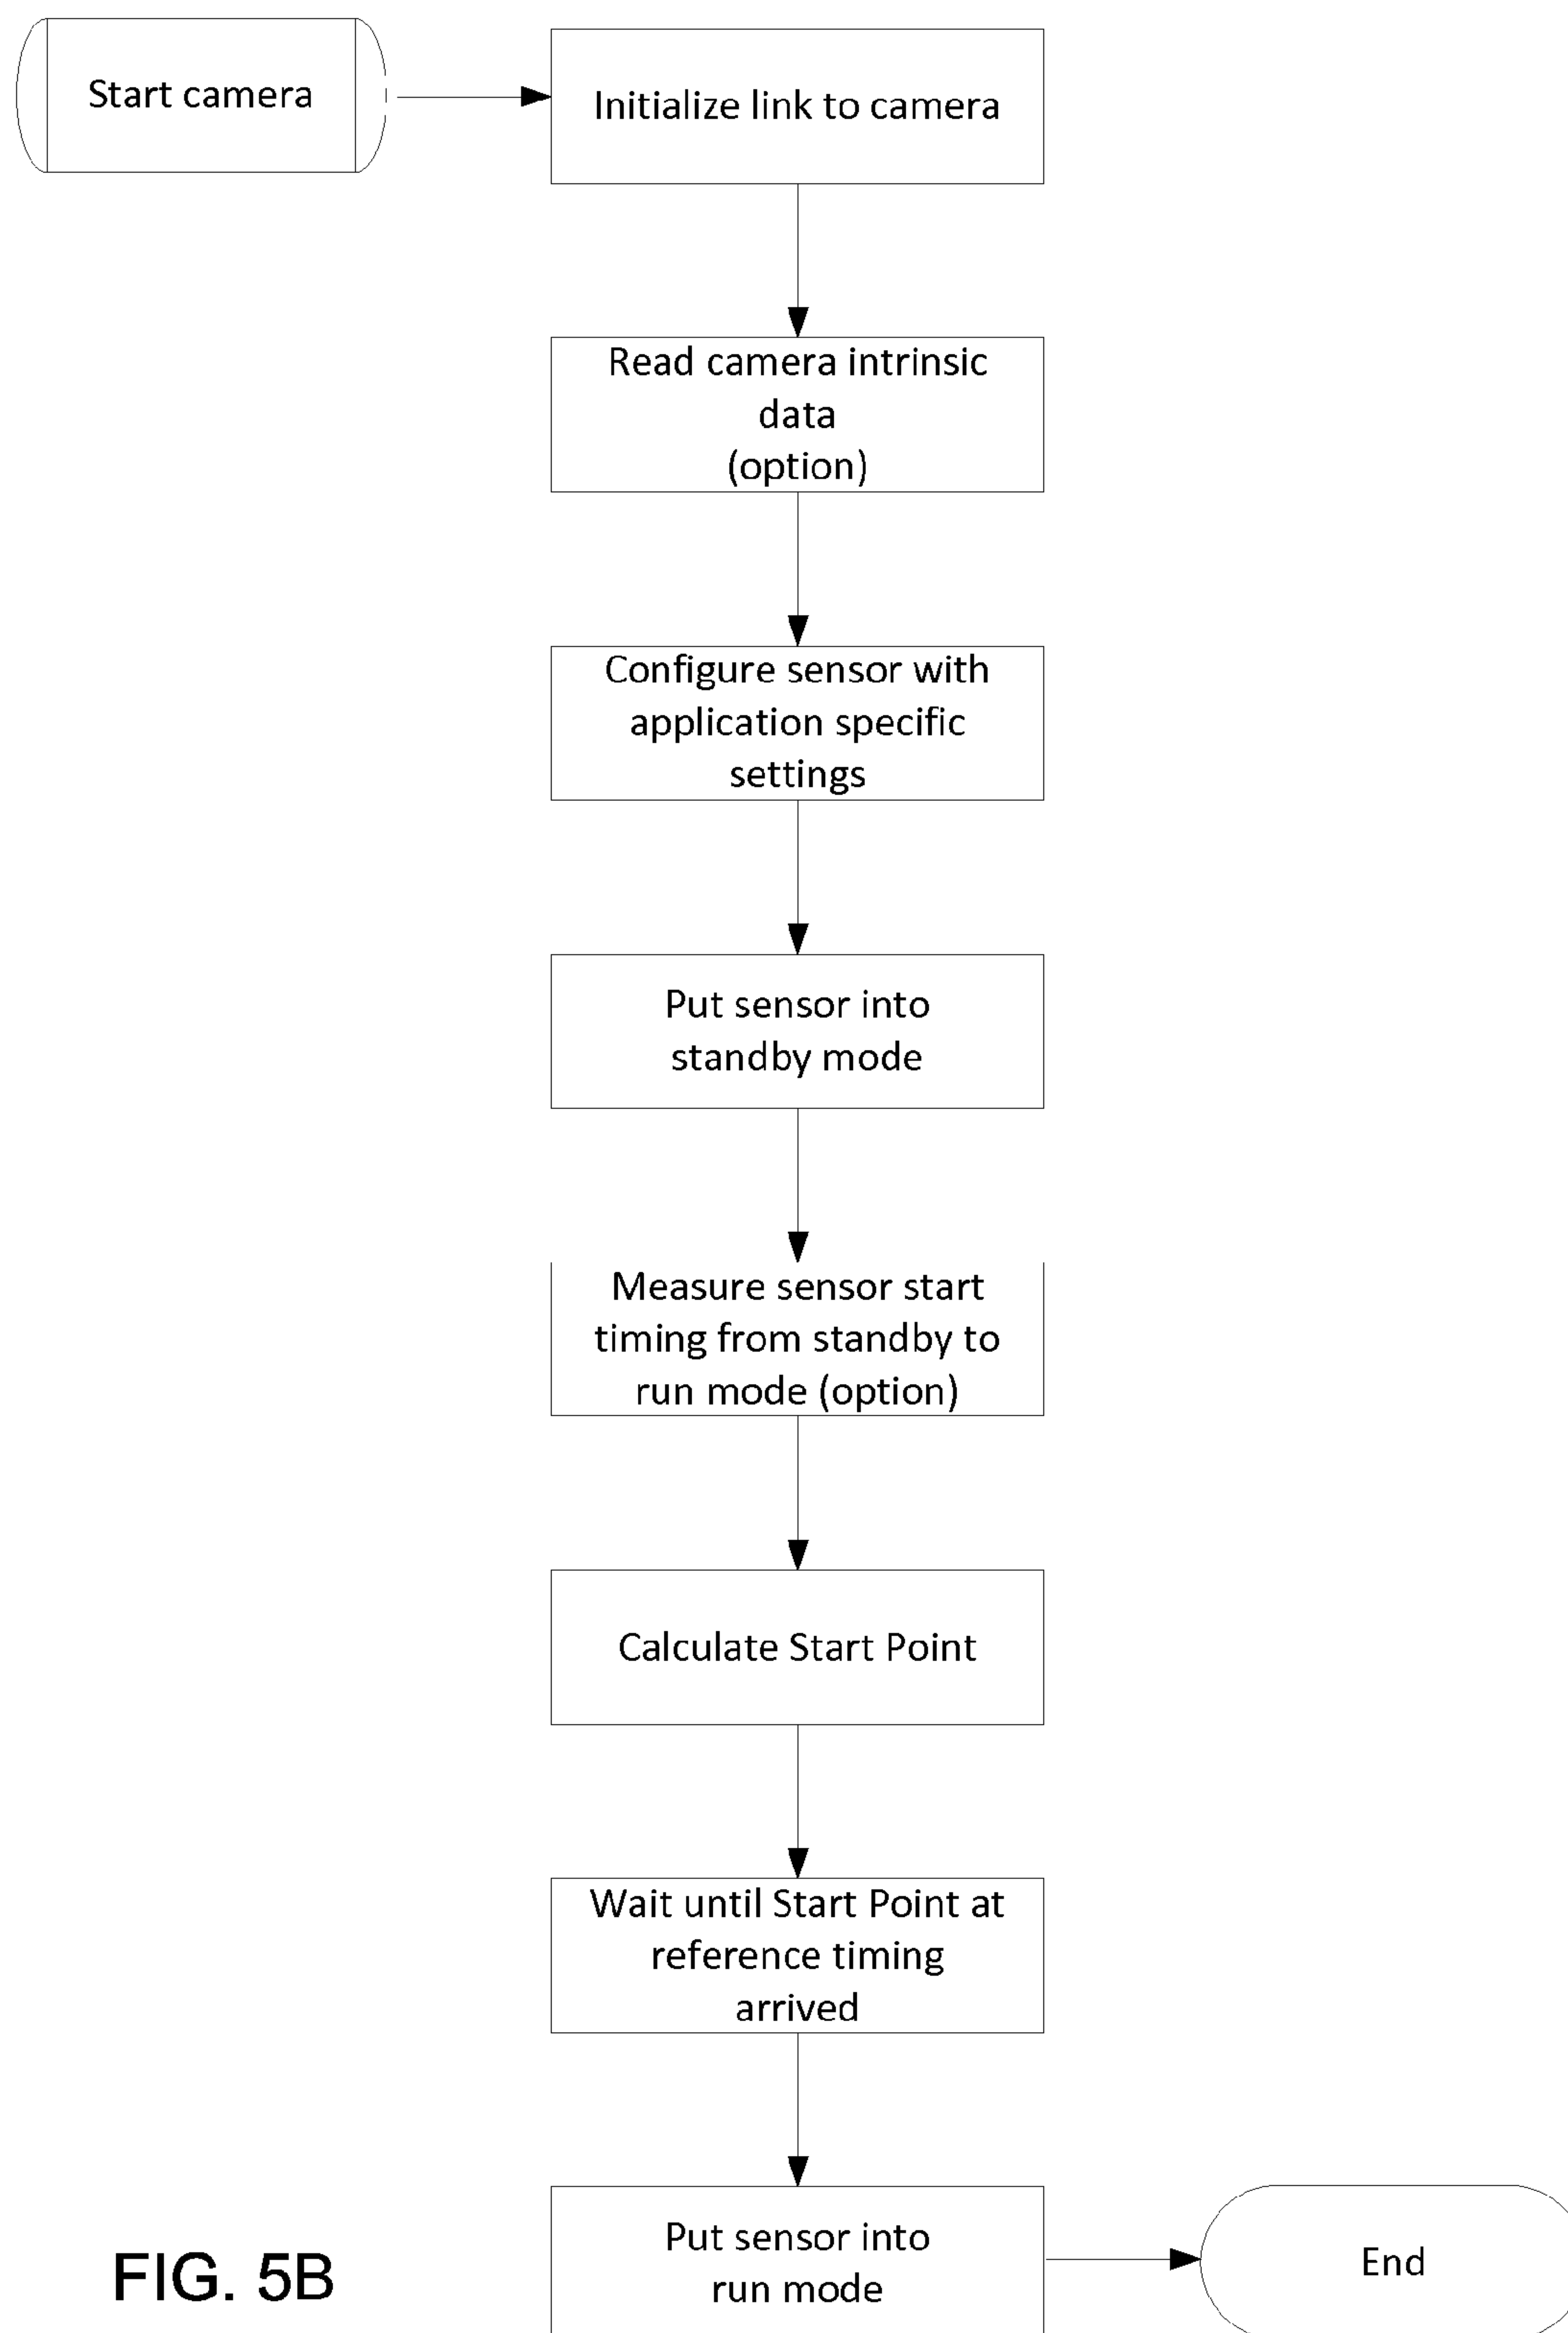 Start camera
Initialize link to camera
Read camera intrinsic
data
(option)
Configure sensor with
application specific
settings
Put sensor into
standby mode
Measure sensor start
timing from standby to
run mode (option)
Calculate Start Point
Wait until Start Point at
reference timing
arrived
Put sensor into
run mode
End
FIG. 5B